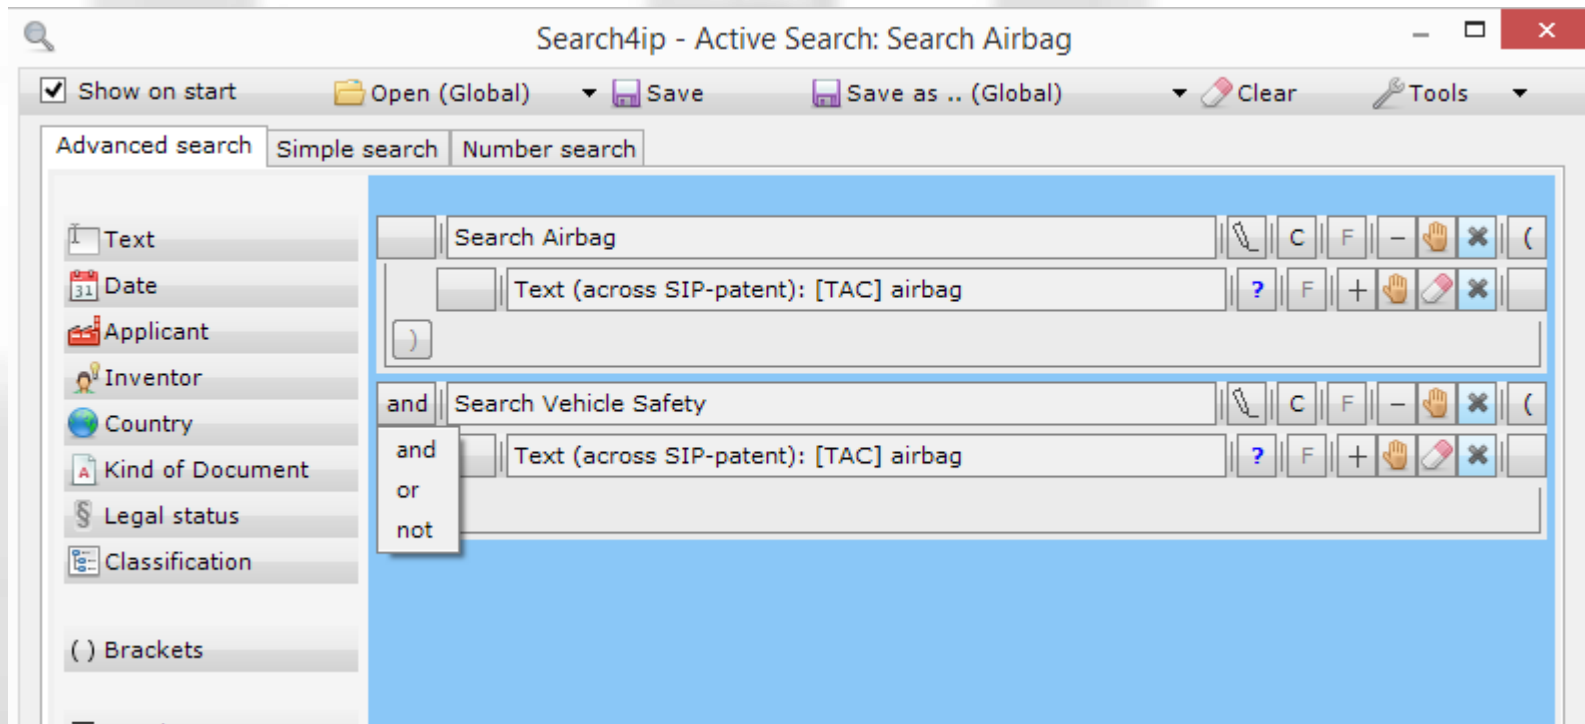 Search4ip - Active Search: Search Airbag
Show on start Open (Global) Save Save as .. (Global) Clear Tools
Advanced search Simple search Number search
Text
Date
Applicant
Inventor
Country
Kind of Document
Legal status
Classification
( ) Brackets
Search Airbag C F − (
Text (across SIP-patent): [TAC] airbag ? F +
)
and Search Vehicle Safety C F − (
Text (across SIP-patent): [TAC] airbag ? F +
and
or
not